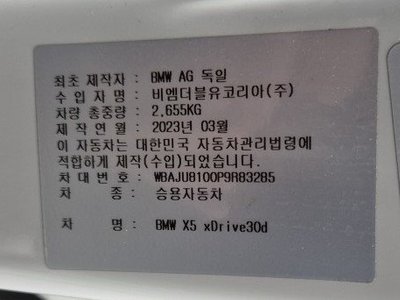 최초 제작자 : BMW AG 독일
수 입 자 명 : 비엠더블유코리아(주)
차량 총중량 : 2,655KG
제 작 연 월 : 2023년 03월
이 자동차는 대한민국 자동차관리법령에
적합하게 제작(수입)되었습니다.
차 대 번 호 : WBAJU8100P9R83285
차 종 : 승용자동차
차 명 : BMW X5 xDrive30d